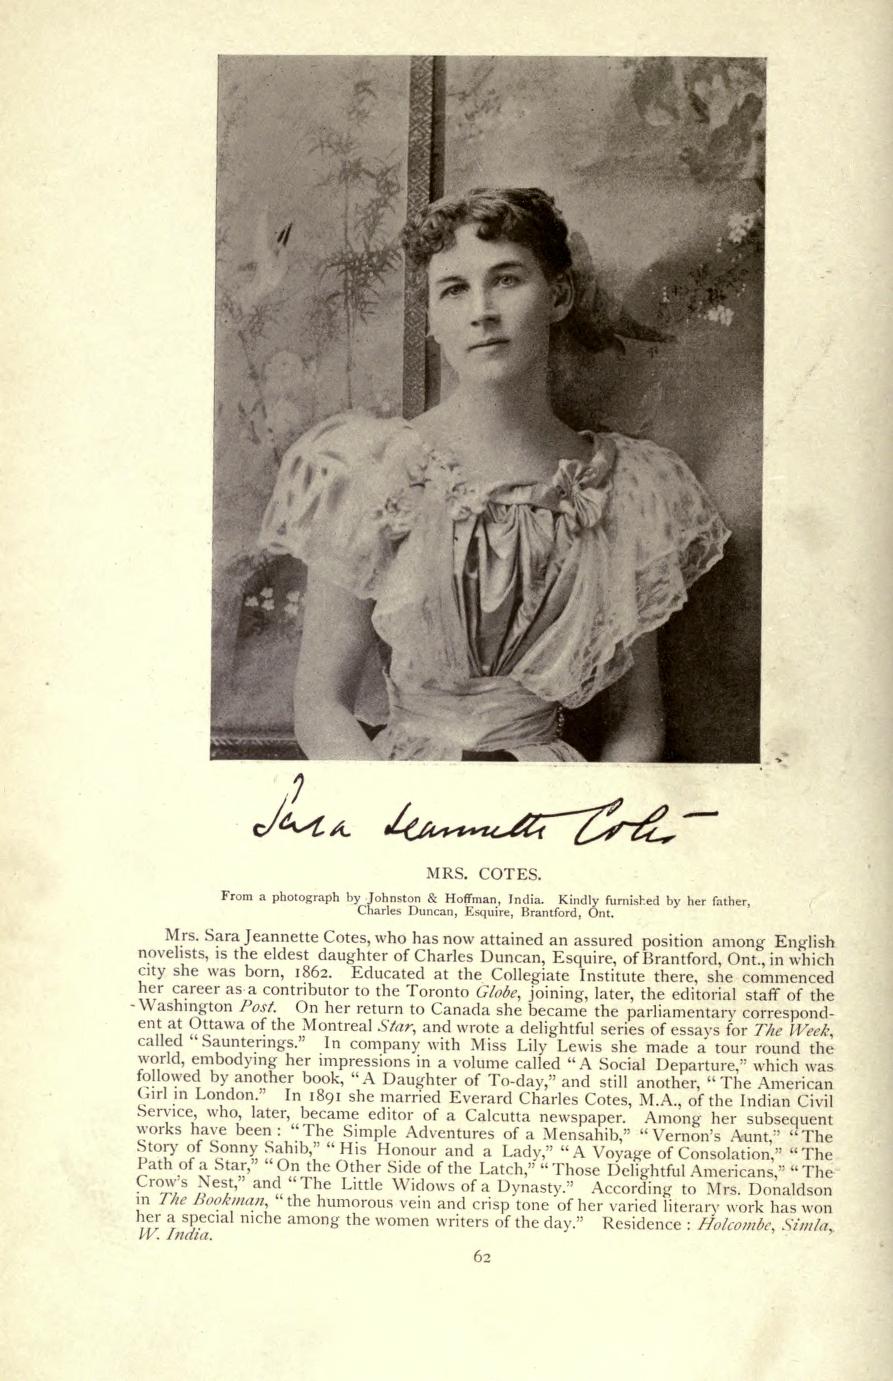 Sara Jeannette Cotes
MRS. COTES.
From a photograph by Johnston & Hoffman, India. Kindly furnished by her father,
Charles Duncan, Esquire, Brantford, Ont.
Mrs. Sara Jeannette Cotes, who has now attained an assured position among English
novelists, is the eldest daughter of Charles Duncan, Esquire, of Brantford, Ont., in which
city she was born, 1862. Educated at the Collegiate Institute there, she commenced
her career as a contributor to the Toronto Globe, joining, later, the editorial staff of the
Washington Post. On her return to Canada she became the parliamentary correspond-
ent at Ottawa of the Montreal Star, and wrote a delightful series of essays for The Week,
called "Saunterings." In company with Miss Lily Lewis she made a tour round the
world, embodying her impressions in a volume called "A Social Departure," which was
followed by another book, "A Daughter of To-day," and still another, "The American
Girl in London." In 1891 she married Everard Charles Cotes, M.A., of the Indian Civil
Service, who, later, became editor of a Calcutta newspaper. Among her subsequent
works have been: "The Simple Adventures of a Mensahib," "Vernon's Aunt," "The
Story of Sonny Sahib," "His Honour and a Lady," "A Voyage of Consolation," "The
Path of a Star," "On the Other Side of the Latch," "Those Delightful Americans," "The
Crow's Nest," and "The Little Widows of a Dynasty." According to Mrs. Donaldson
in The Bookman, "the humorous vein and crisp tone of her varied literary work has won
her a special niche among the women writers of the day." Residence: Holcombe, Simla,
W. India.
62